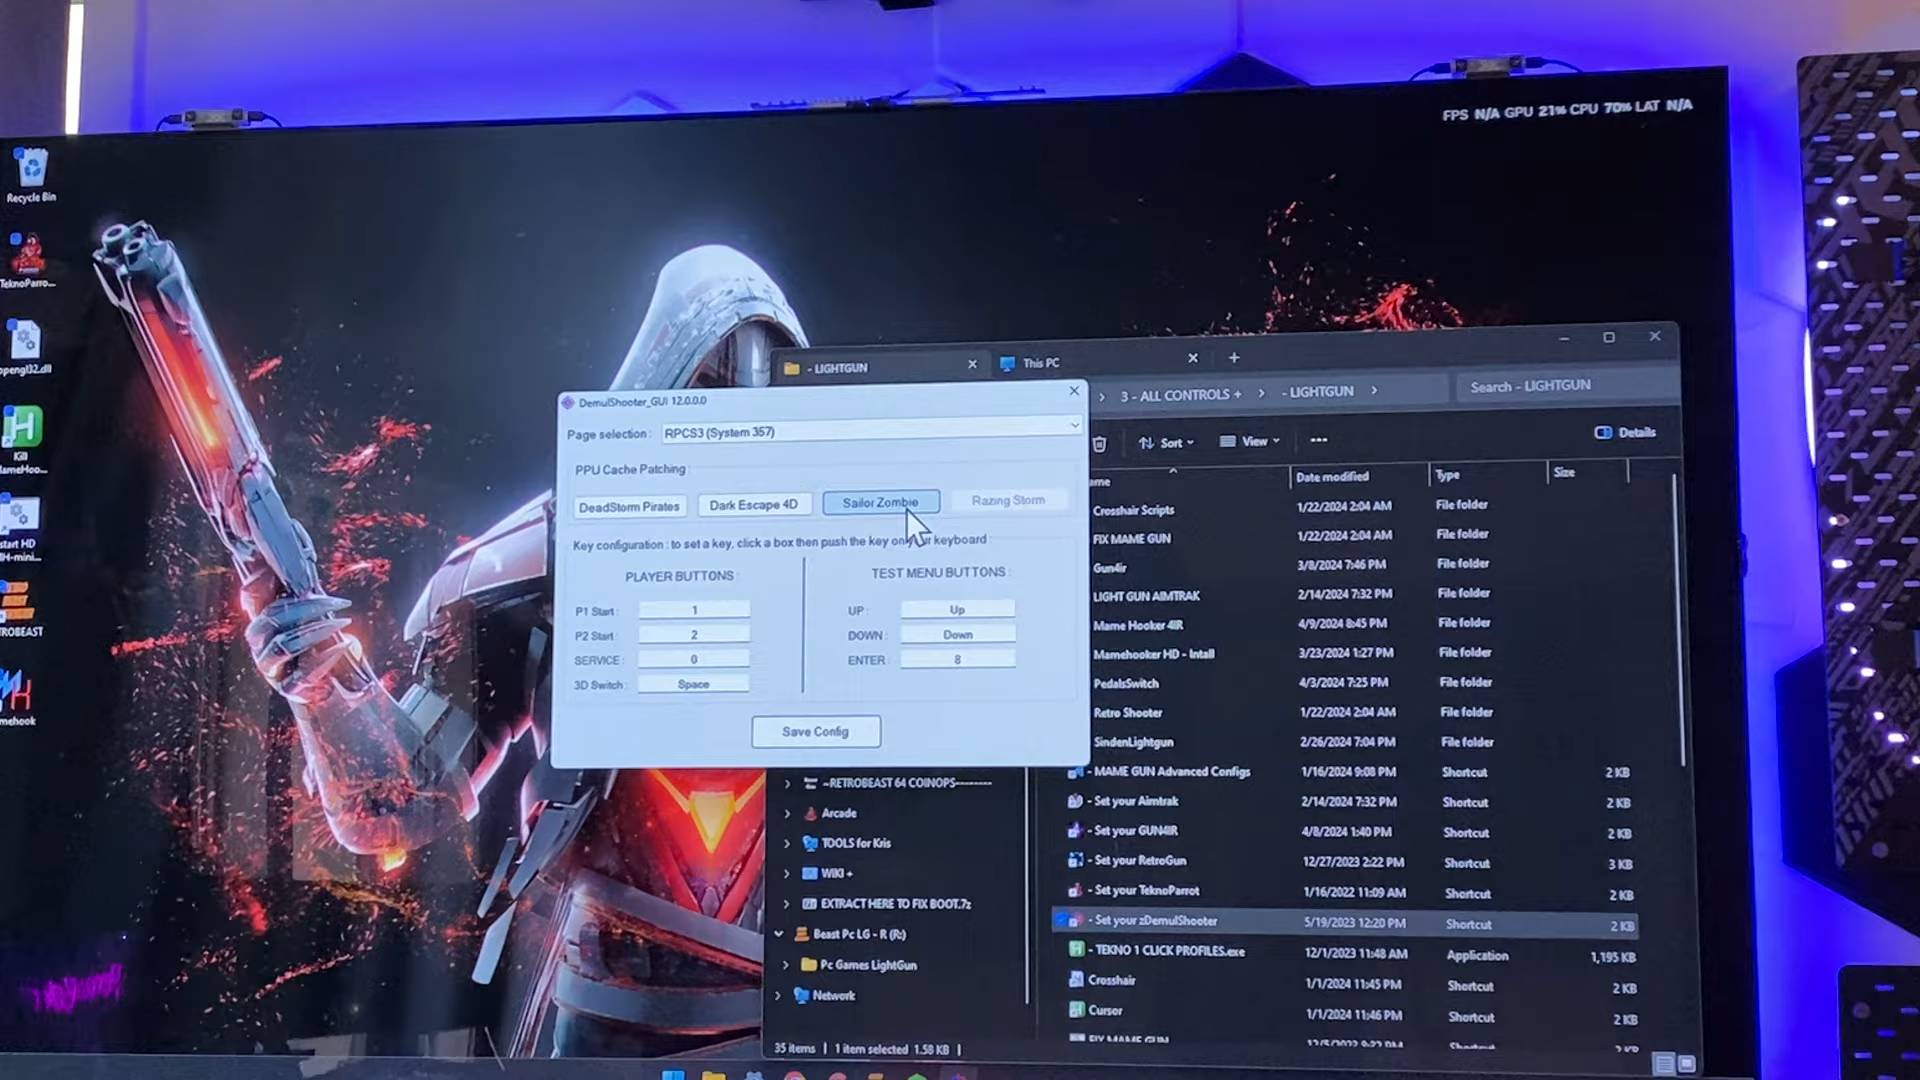 FPS N/A GPU 21% CPU 70% LAT N/A
Recycle Bin
TeknoParro...
opengl32.dll
Kill
MameHoo...
start HD
ROBEAST
- LIGHTGUN
This PC
3 - ALL CONTROLS +
- LIGHTGUN
Search - LIGHTGUN
Sort
View
Details
Date modified
Type
Size
DemulShooter_GUI 12.0.0.0
Page selection :
RPCS3 (System 357)
PPU Cache Patching
DeadStorm Pirates
Dark Escape 4D
Sailor Zombie
Razing Storm
Key configuration : to set a key, click a box then push the key on your keyboard :
PLAYER BUTTONS :
P1 Start :
1
P2 Start :
2
SERVICE :
0
3D Switch :
Space
TEST MENU BUTTONS :
UP :
Up
DOWN :
Down
ENTER :
8
Save Config
Crosshair Scripts 1/22/2024 2:04 AM File folder
FIX MAME GUN 1/22/2024 2:04 AM File folder
Gun4ir 3/8/2024 7:46 PM File folder
LIGHT GUN AIMTRAK 2/14/2024 7:32 PM File folder
Mame Hooker 4IR 4/9/2024 8:45 PM File folder
Mamehooker HD - Intall 3/23/2024 1:27 PM File folder
PedalsSwitch 4/3/2024 7:25 PM File folder
Retro Shooter 1/22/2024 2:04 AM File folder
SindenLightgun 2/26/2024 7:04 PM File folder
- MAME GUN Advanced Configs 1/16/2024 9:08 PM Shortcut 2 KB
- Set your Aimtrak 2/14/2024 7:32 PM Shortcut 2 KB
- Set your GUN4IR 4/8/2024 1:40 PM Shortcut 2 KB
- Set your RetroGun 12/27/2023 2:22 PM Shortcut 3 KB
- Set your TeknoParrot 1/16/2022 11:09 AM Shortcut 2 KB
- Set your zDemulShooter 5/19/2023 12:20 PM Shortcut 2 KB
- TEKNO 1 CLICK PROFILES.exe 12/1/2023 11:48 AM Application 1,195 KB
Crosshair 1/1/2024 11:45 PM Shortcut 2 KB
Cursor 1/1/2024 11:46 PM Shortcut 2 KB
FIX MAME GUN
~RETROBEAST 64 COINOPS--------
Arcade
TOOLS for Kris
WIKI +
EXTRACT HERE TO FIX BOOT.7z
Beast Pc LG - R (R:)
Pc Games LightGun
Network
35 items
1 item selected 1.58 KB